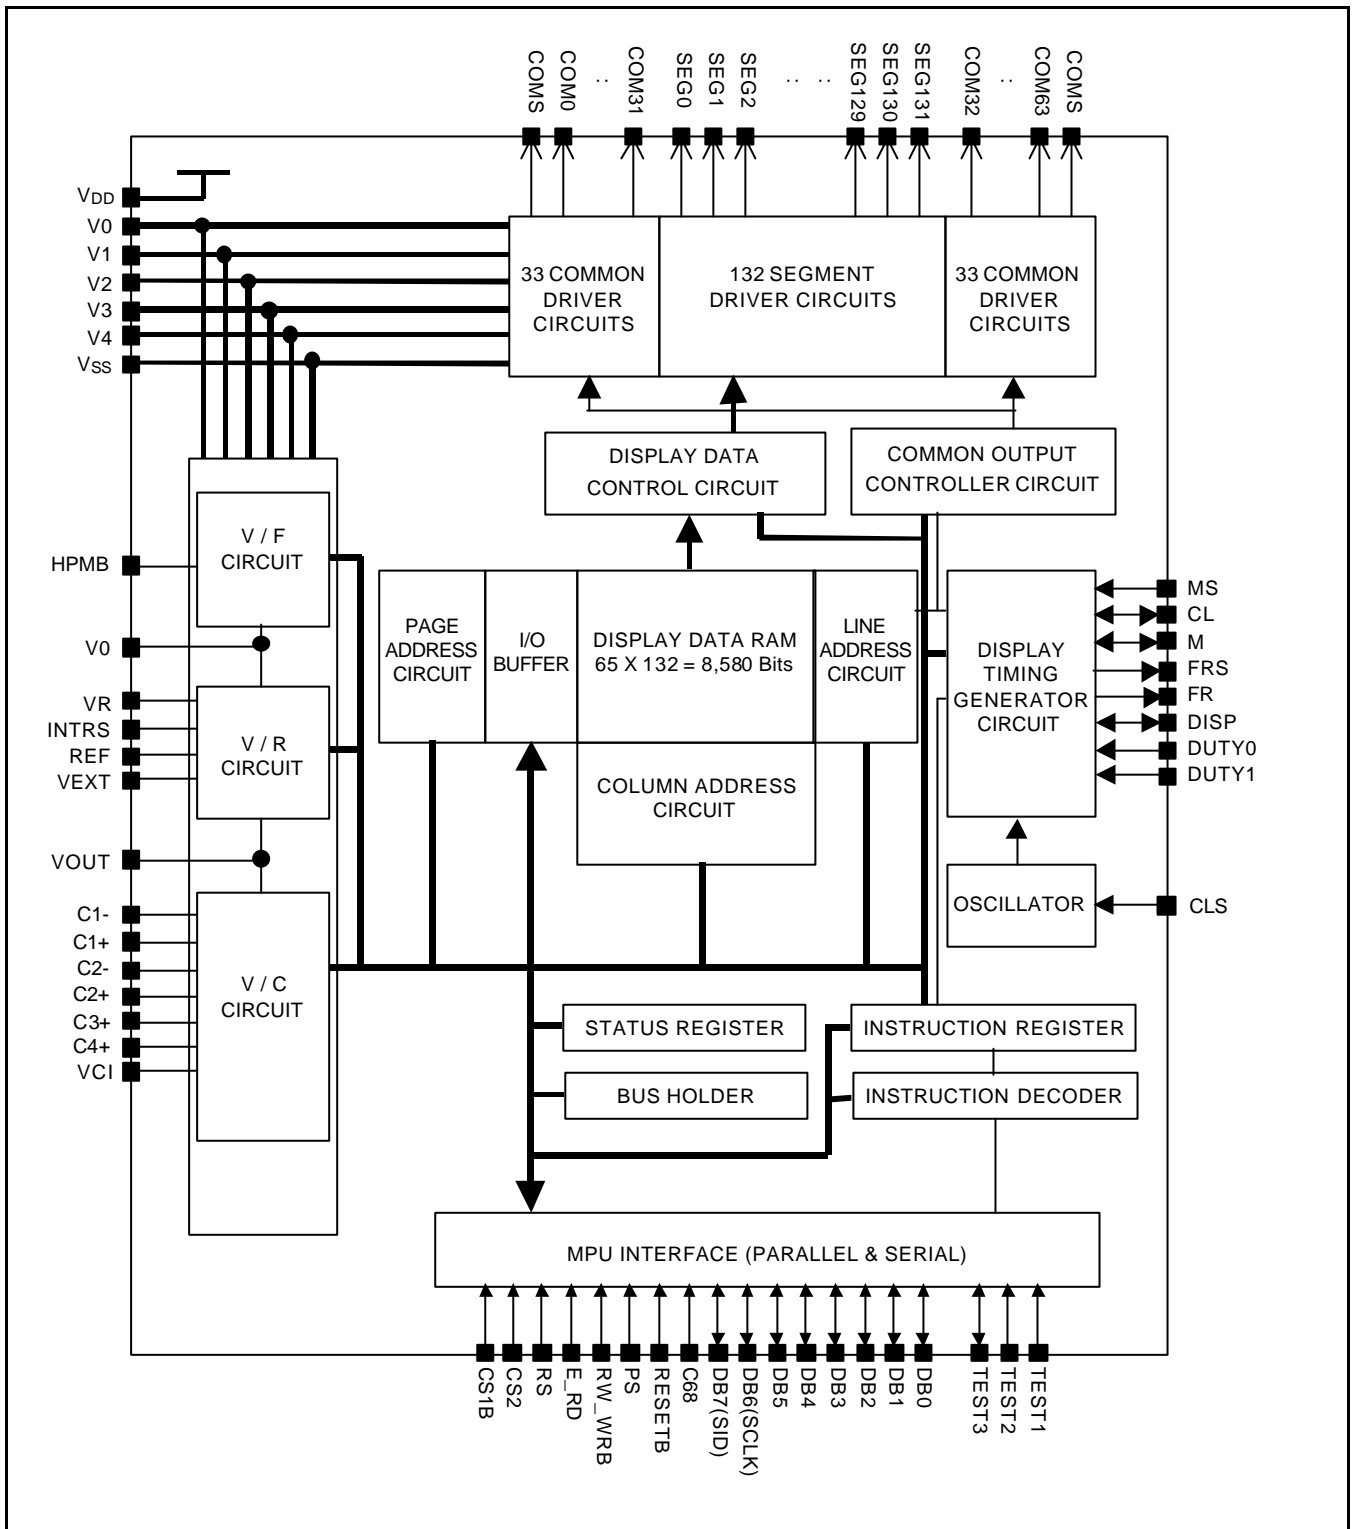 COMS
COM0
:
COM31
SEG0
SEG1
SEG2
:
:
SEG129
SEG130
SEG131
COM32
:
COM63
COMS
VDD
V0
V1
V2
V3
V4
VSS
33 COMMON
DRIVER
CIRCUITS
132 SEGMENT
DRIVER CIRCUITS
33 COMMON
DRIVER
CIRCUITS
DISPLAY DATA
CONTROL CIRCUIT
COMMON OUTPUT
CONTROLLER CIRCUIT
V / F
CIRCUIT
HPMB
V0
VR
INTRS
REF
VEXT
V / R
CIRCUIT
VOUT
C1-
C1+
C2-
C2+
C3+
C4+
VCI
V / C
CIRCUIT
PAGE
ADDRESS
CIRCUIT
I/O
BUFFER
DISPLAY DATA RAM
65 X 132 = 8,580 Bits
LINE
ADDRESS
CIRCUIT
COLUMN ADDRESS
CIRCUIT
DISPLAY
TIMING
GENERATOR
CIRCUIT
MS
CL
M
FRS
FR
DISP
DUTY0
DUTY1
OSCILLATOR
CLS
STATUS REGISTER
INSTRUCTION REGISTER
BUS HOLDER
INSTRUCTION DECODER
MPU INTERFACE (PARALLEL & SERIAL)
CS1B
CS2
RS
E_RD
RW_WRB
PS
RESETB
C68
DB7(SID)
DB6(SCLK)
DB5
DB4
DB3
DB2
DB1
DB0
TEST3
TEST2
TEST1